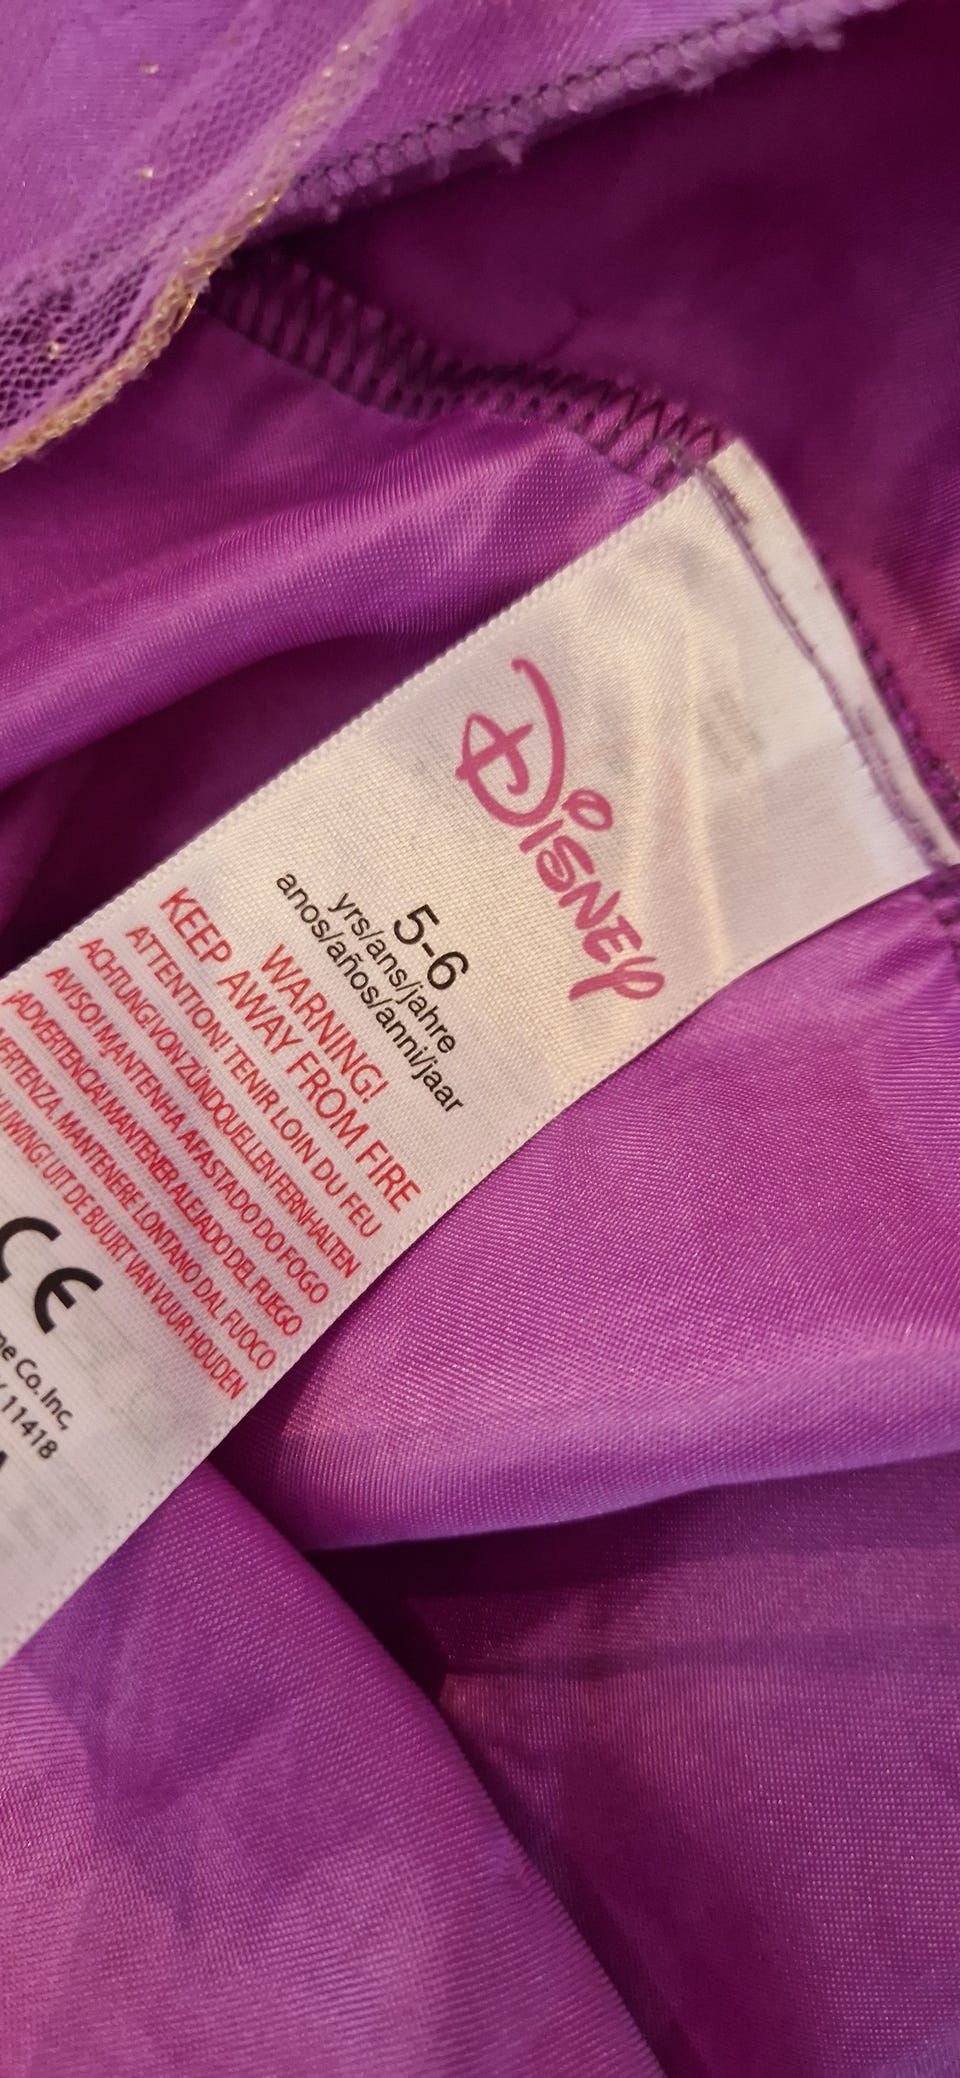 Disney
5-6
yrs/ans/jahre
anos/años/anni/jaar
WARNING!
KEEP AWAY FROM FIRE
ATTENTION! TENIR LOIN DU FEU
ACHTUNG! VON ZÜNDQUELLEN FERNHALTEN
AVISO! MANTENHA AFASTADO DO FOGO
¡ADVERTENCIA! MANTENER ALEJADO DEL FUEGO
MANTENERE LONTANO DAL FUOCO
UIT DE BUURT VAN VUUR HOUDEN
CE
Co. Inc,
11418